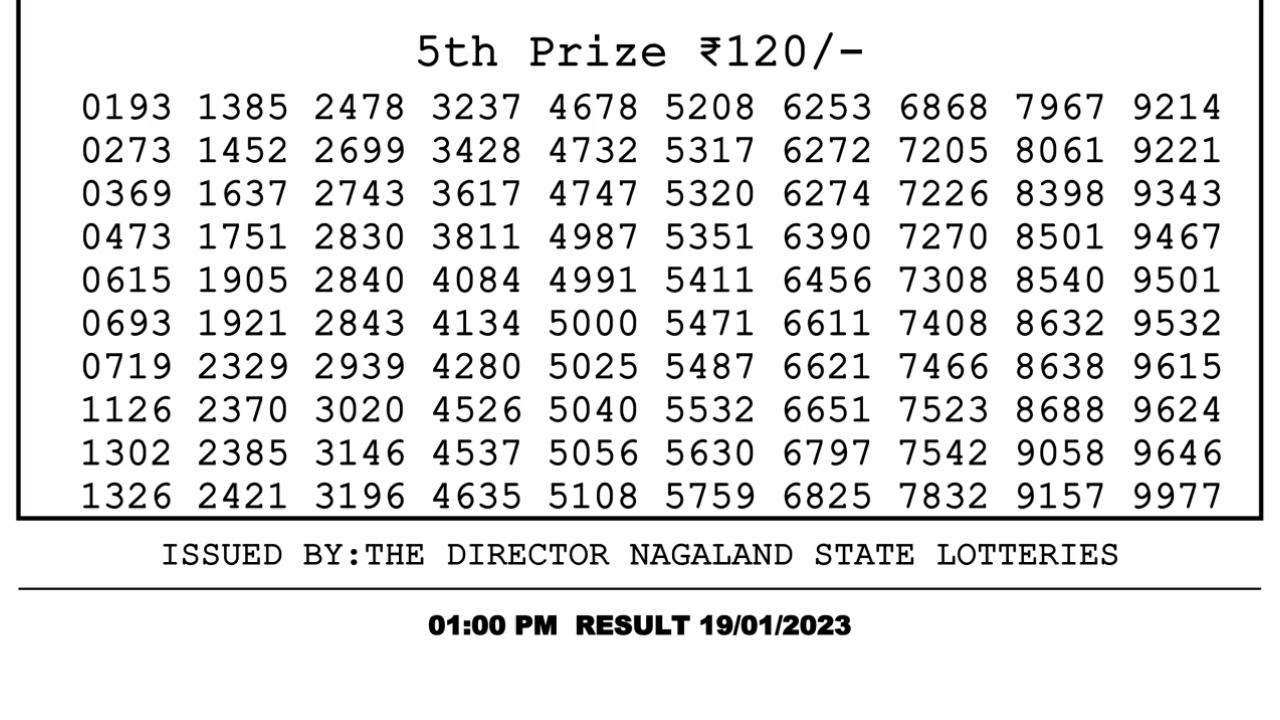 5th Prize ₹120/-
0193 1385 2478 3237 4678 5208 6253 6868 7967 9214
0273 1452 2699 3428 4732 5317 6272 7205 8061 9221
0369 1637 2743 3617 4747 5320 6274 7226 8398 9343
0473 1751 2830 3811 4987 5351 6390 7270 8501 9467
0615 1905 2840 4084 4991 5411 6456 7308 8540 9501
0693 1921 2843 4134 5000 5471 6611 7408 8632 9532
0719 2329 2939 4280 5025 5487 6621 7466 8638 9615
1126 2370 3020 4526 5040 5532 6651 7523 8688 9624
1302 2385 3146 4537 5056 5630 6797 7542 9058 9646
1326 2421 3196 4635 5108 5759 6825 7832 9157 9977
ISSUED BY:THE DIRECTOR NAGALAND STATE LOTTERIES
01:00 PM RESULT 19/01/2023